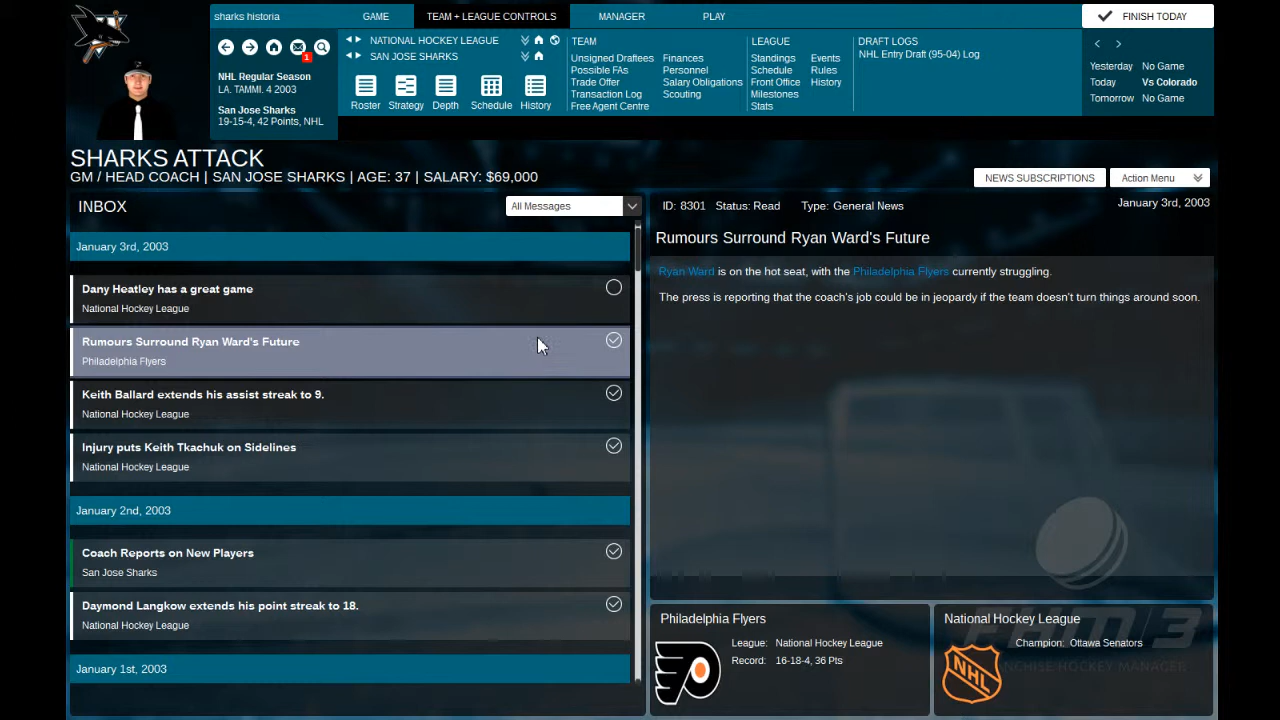 sharks historia
GAME
TEAM + LEAGUE CONTROLS
MANAGER
PLAY
FINISH TODAY
1
NHL Regular Season
LA. TAMMI. 4 2003
San Jose Sharks
19-15-4, 42 Points, NHL
NATIONAL HOCKEY LEAGUE
SAN JOSE SHARKS
Roster
Strategy
Depth
Schedule
History
TEAM
Unsigned Draftees
Possible FAs
Trade Offer
Transaction Log
Free Agent Centre
Finances
Personnel
Salary Obligations
Scouting
LEAGUE
Standings
Schedule
Front Office
Milestones
Stats
Events
Rules
History
DRAFT LOGS
NHL Entry Draft (95-04) Log
Yesterday No Game
Today Vs Colorado
Tomorrow No Game
SHARKS ATTACK
GM / HEAD COACH | SAN JOSE SHARKS | AGE: 37 | SALARY: $69,000
NEWS SUBSCRIPTIONS
Action Menu
INBOX
All Messages
January 3rd, 2003
Dany Heatley has a great game
National Hockey League
Rumours Surround Ryan Ward's Future
Philadelphia Flyers
Keith Ballard extends his assist streak to 9.
National Hockey League
Injury puts Keith Tkachuk on Sidelines
National Hockey League
January 2nd, 2003
Coach Reports on New Players
San Jose Sharks
Daymond Langkow extends his point streak to 18.
National Hockey League
January 1st, 2003
ID: 8301 Status: Read Type: General News
January 3rd, 2003
Rumours Surround Ryan Ward's Future
Ryan Ward is on the hot seat, with the Philadelphia Flyers currently struggling.
The press is reporting that the coach's job could be in jeopardy if the team doesn't turn things around soon.
Philadelphia Flyers
League: National Hockey League
Record: 16-18-4, 36 Pts
National Hockey League
Champion: Ottawa Senators
NHL
FHM/3
NCHISE HOCKEY MANAGER